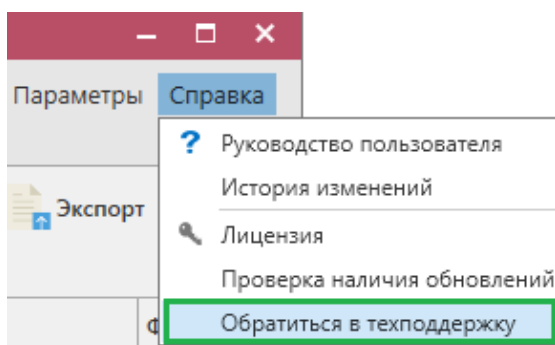 Параметры Справка
Руководство пользователя
История изменений
Экспорт
Лицензия
Проверка наличия обновлений
Обратиться в техподдержку